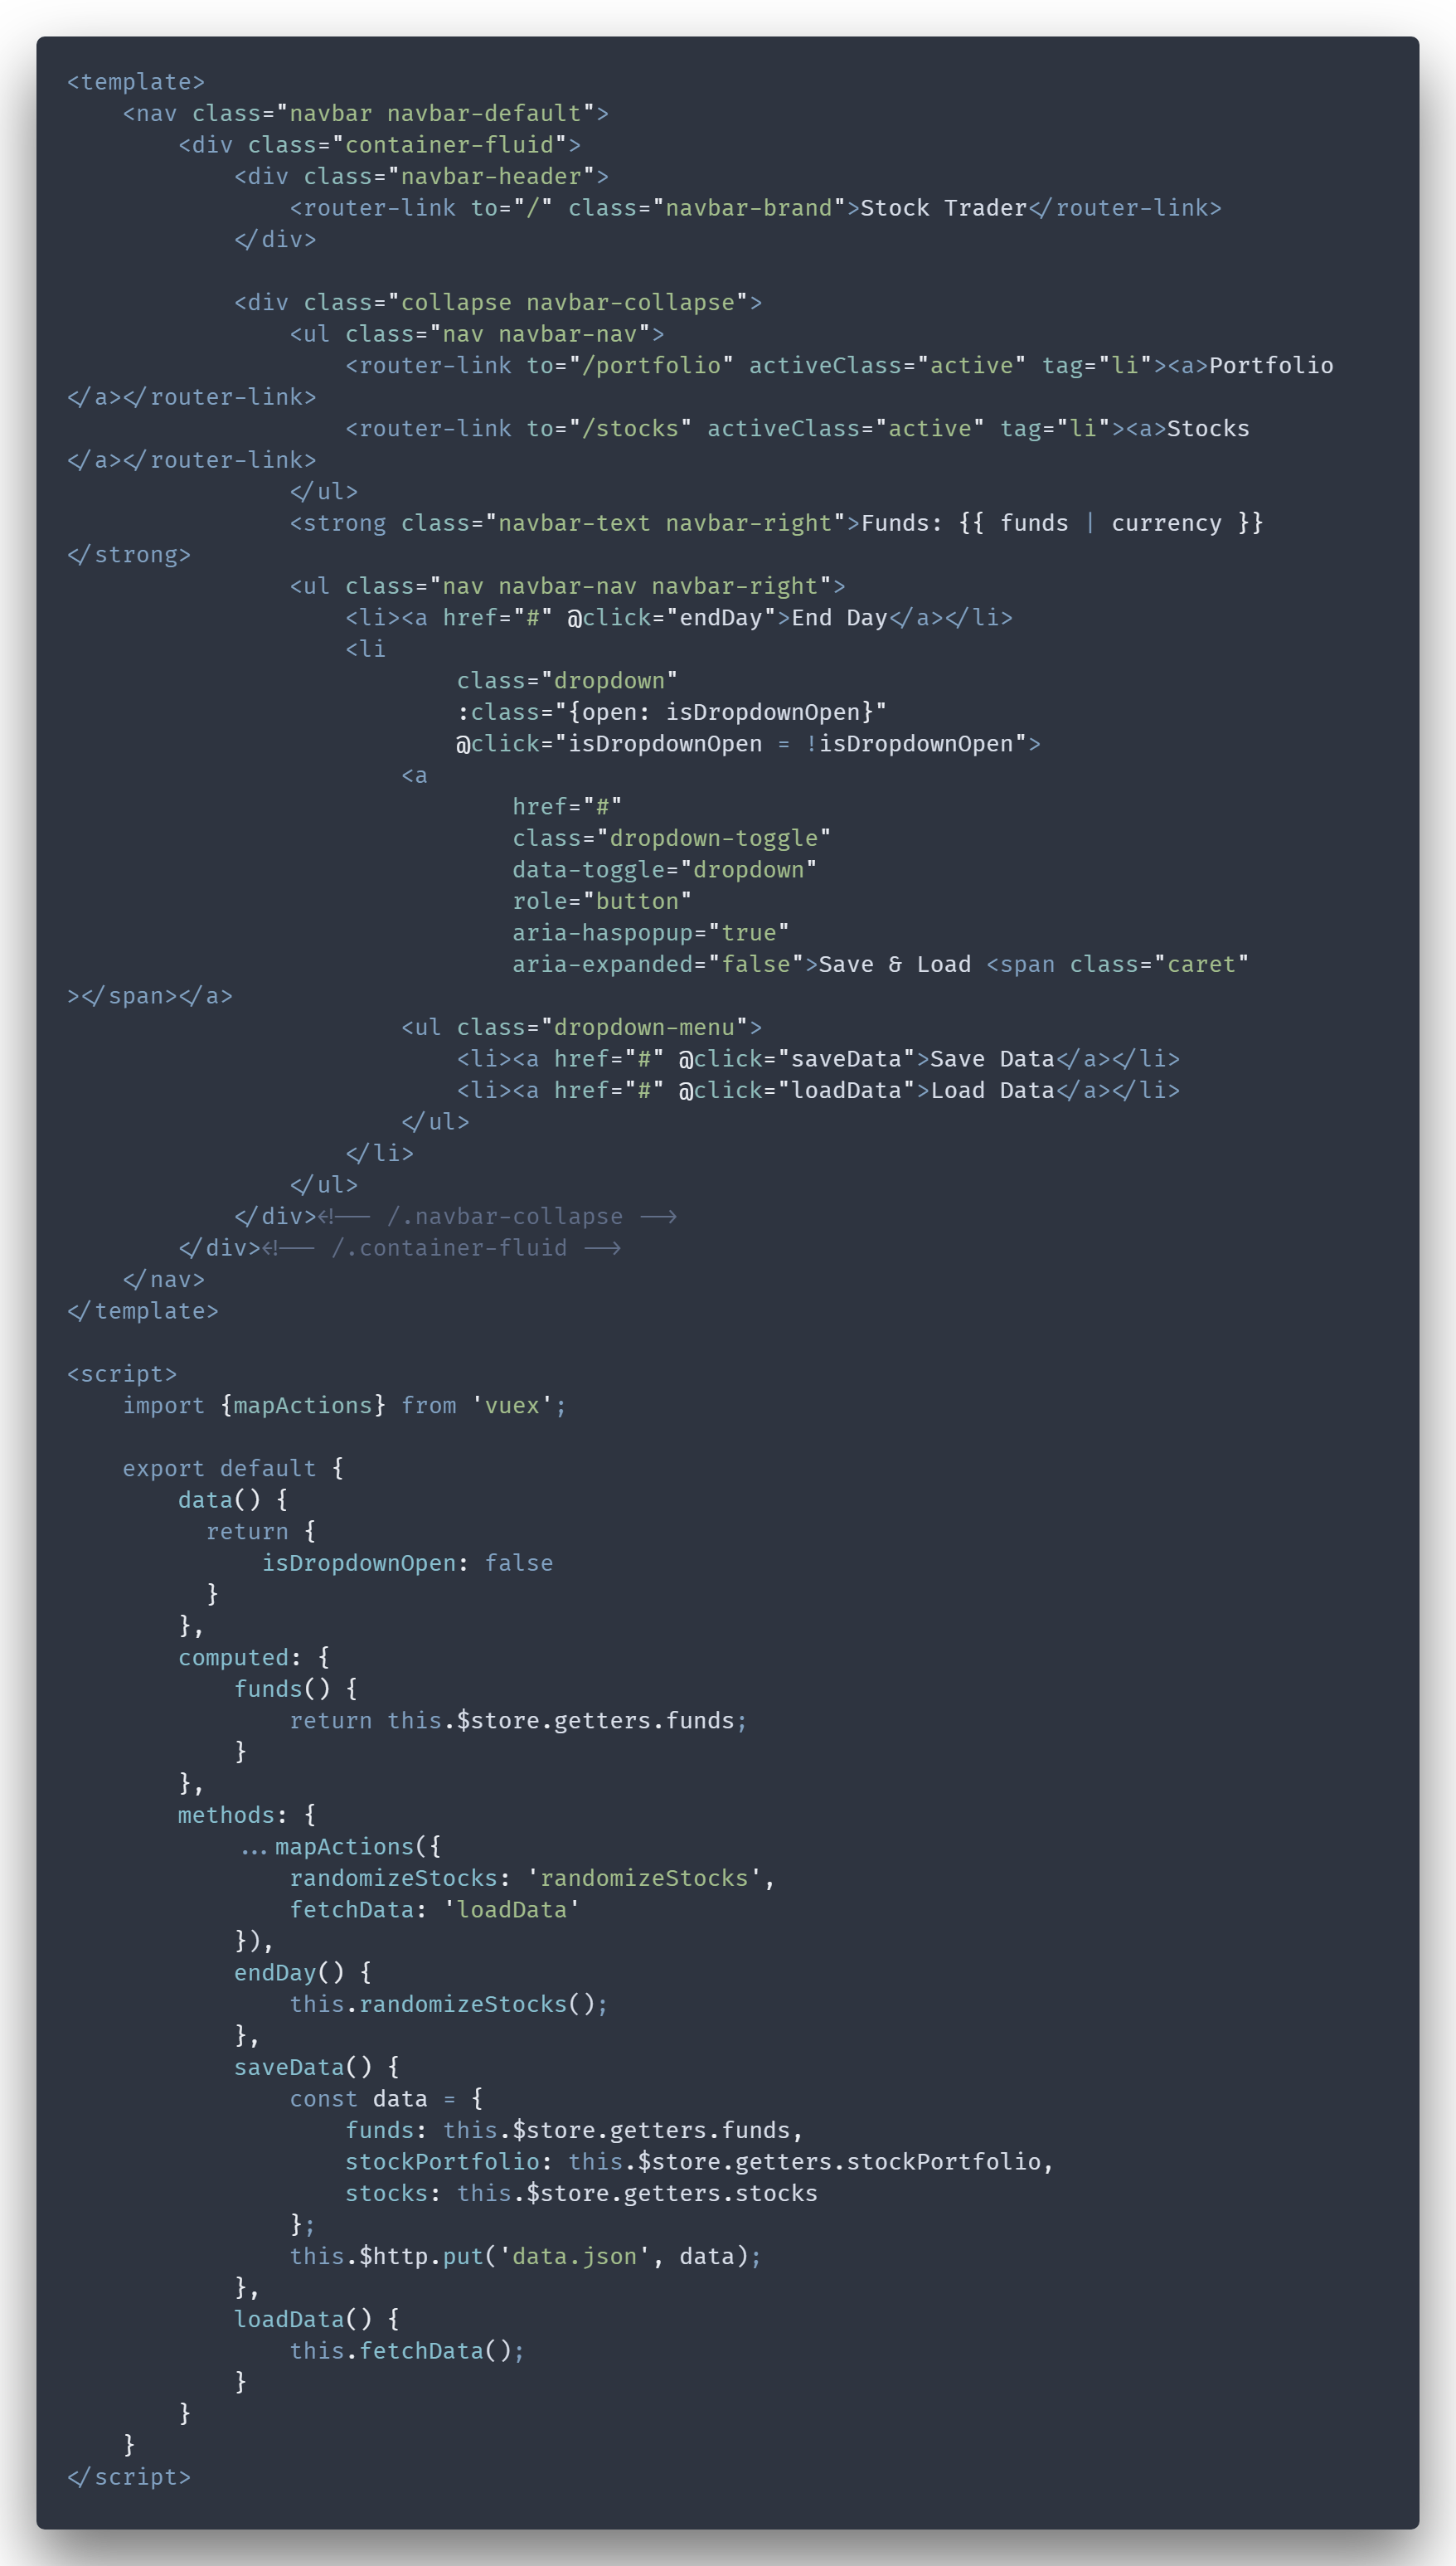 <template>
    <nav class="navbar navbar-default">
        <div class="container-fluid">
            <div class="navbar-header">
                <router-link to="/" class="navbar-brand">Stock Trader</router-link>
            </div>

            <div class="collapse navbar-collapse">
                <ul class="nav navbar-nav">
                    <router-link to="/portfolio" activeClass="active" tag="li"><a>Portfolio
</a></router-link>
                    <router-link to="/stocks" activeClass="active" tag="li"><a>Stocks
</a></router-link>
                </ul>
                <strong class="navbar-text navbar-right">Funds: {{ funds | currency }}
</strong>
                <ul class="nav navbar-nav navbar-right">
                    <li><a href="#" @click="endDay">End Day</a></li>
                    <li
                            class="dropdown"
                            :class="{open: isDropdownOpen}"
                            @click="isDropdownOpen = !isDropdownOpen">
                        <a
                                href="#"
                                class="dropdown-toggle"
                                data-toggle="dropdown"
                                role="button"
                                aria-haspopup="true"
                                aria-expanded="false">Save & Load <span class="caret"
></span></a>
                        <ul class="dropdown-menu">
                            <li><a href="#" @click="saveData">Save Data</a></li>
                            <li><a href="#" @click="loadData">Load Data</a></li>
                        </ul>
                    </li>
                </ul>
            </div><!-- /.navbar-collapse -->
        </div><!-- /.container-fluid -->
    </nav>
</template>

<script>
    import {mapActions} from 'vuex';

    export default {
        data() {
          return {
              isDropdownOpen: false
          }
        },
        computed: {
            funds() {
                return this.$store.getters.funds;
            }
        },
        methods: {
            ...mapActions({
                randomizeStocks: 'randomizeStocks',
                fetchData: 'loadData'
            }),
            endDay() {
                this.randomizeStocks();
            },
            saveData() {
                const data = {
                    funds: this.$store.getters.funds,
                    stockPortfolio: this.$store.getters.stockPortfolio,
                    stocks: this.$store.getters.stocks
                };
                this.$http.put('data.json', data);
            },
            loadData() {
                this.fetchData();
            }
        }
    }
</script>